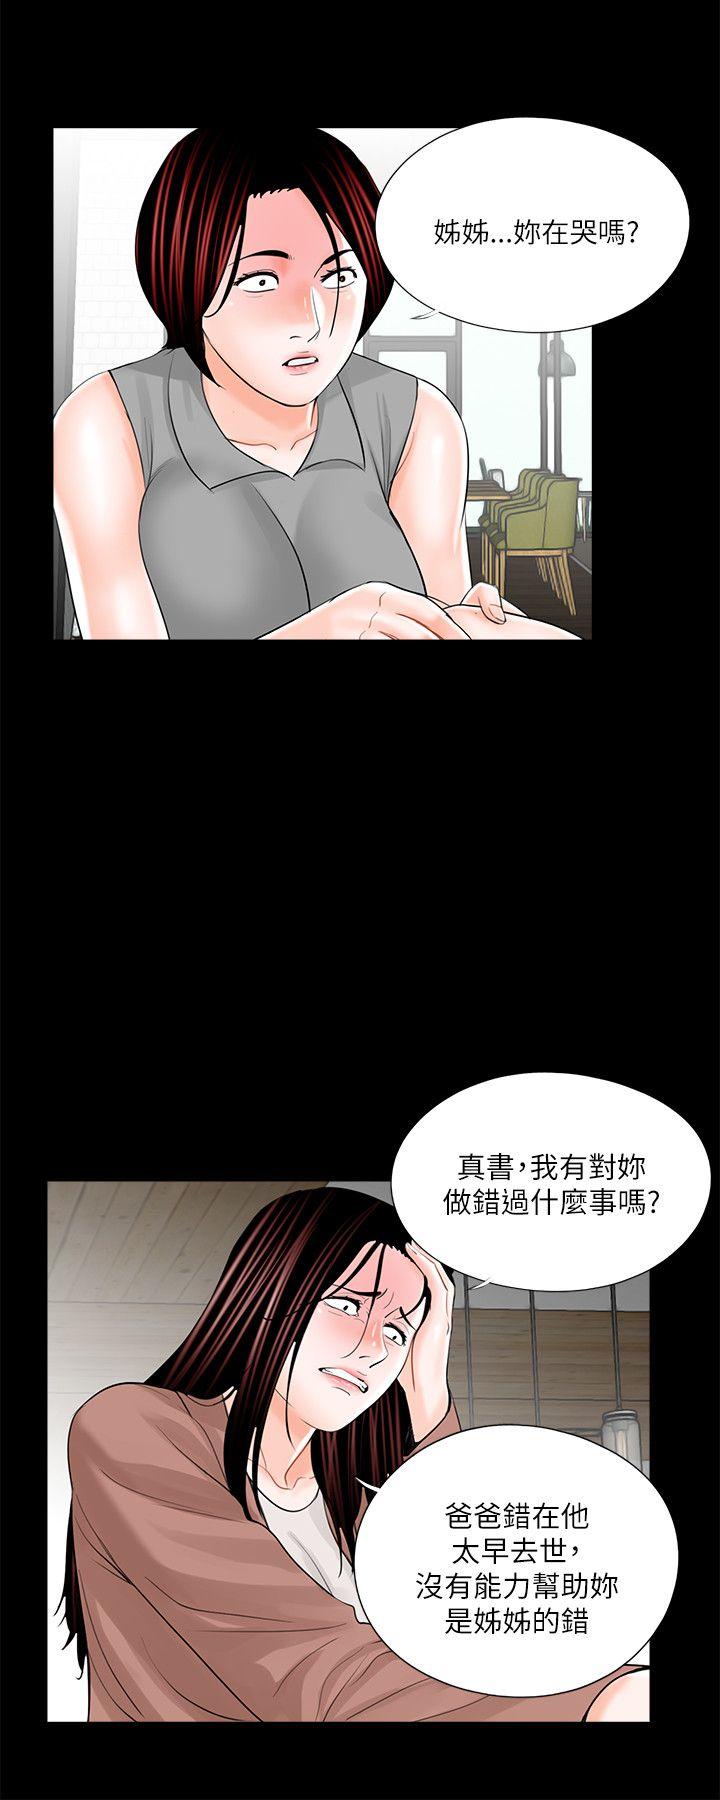 姊姊...妳在哭嗎?
真書，我有對妳
做錯過什麼事嗎?
爸爸錯在他
太早去世，
沒有能力幫助妳
是姊姊的錯